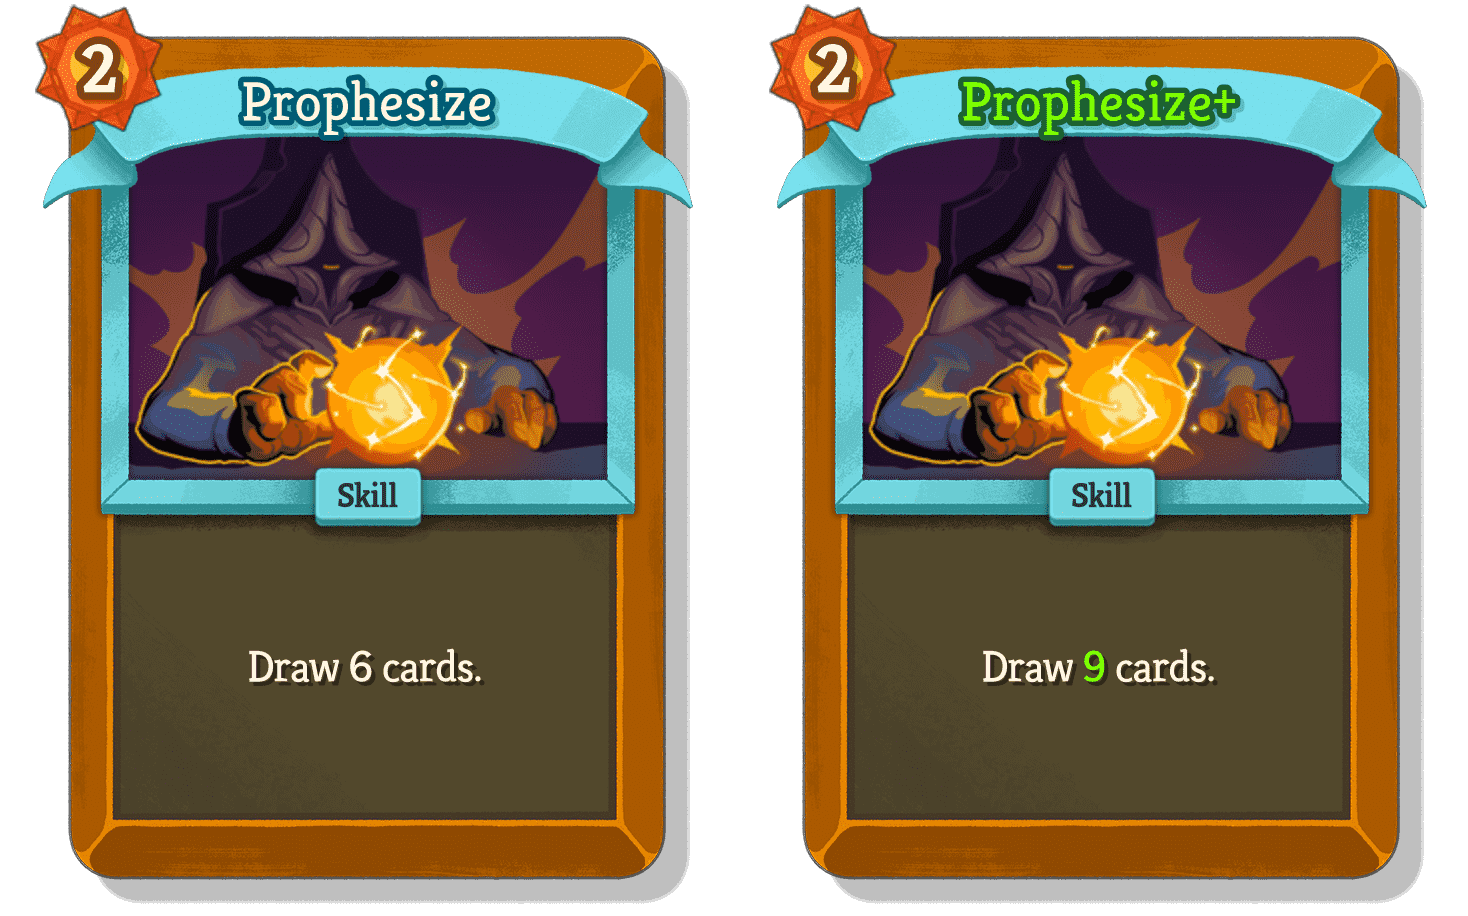 2
Prophesize
Skill
Draw 6 cards.
2
Prophesize+
Skill
Draw 9 cards.